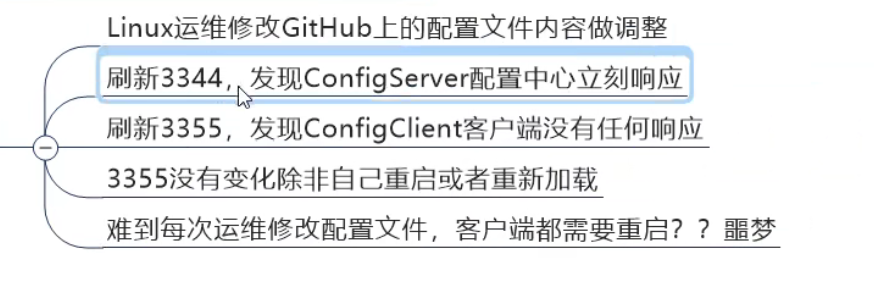 Linux运维修改GitHub上的配置文件内容做调整
刷新3344，发现ConfigServer配置中心立刻响应
刷新3355，发现ConfigClient客户端没有任何响应
3355没有变化除非自己重启或者重新加载
难到每次运维修改配置文件，客户端都需要重启？？噩梦